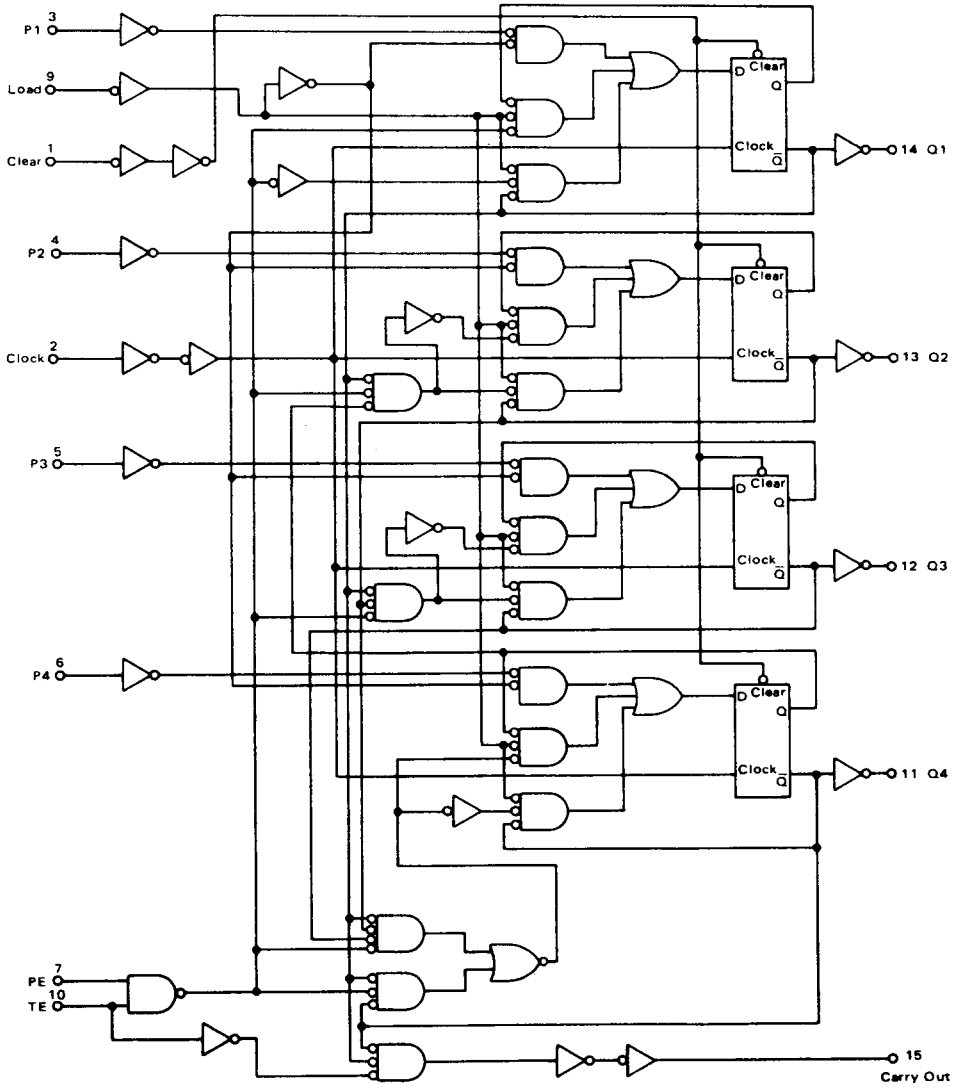 3
P1
9
Load
1
Clear
D Clear
Q
Clock
Q
14 Q1
4
P2
D Clear
Q
2
Clock
Clock
Q
13 Q2
5
P3
D Clear
Q
Clock
Q
12 Q3
6
P4
D Clear
Q
Clock
Q
11 Q4
7
PE
10
TE
15
Carry Out